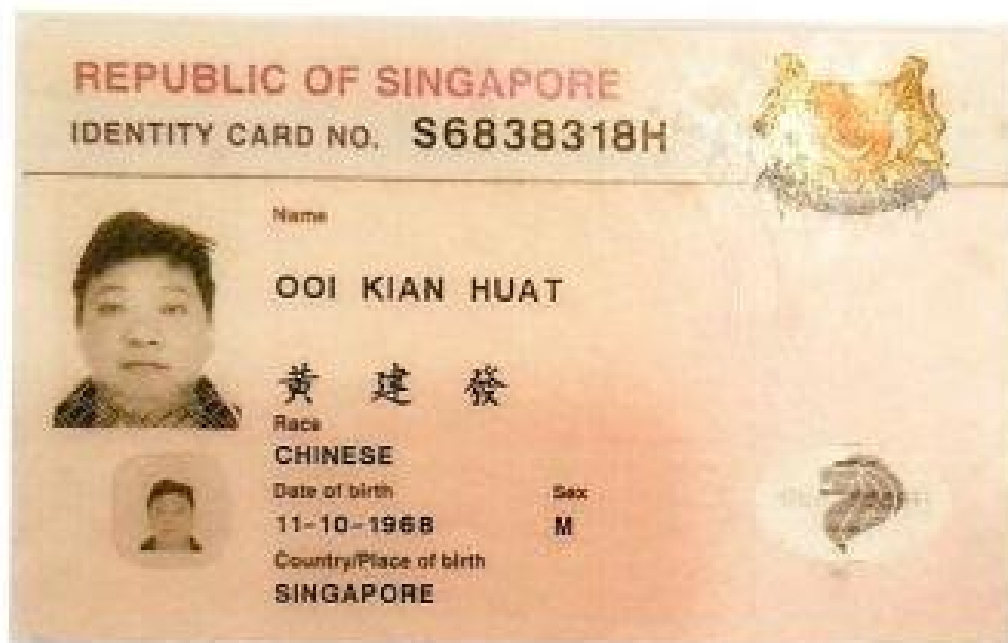 REPUBLIC OF SINGAPORE
IDENTITY CARD NO. S6838318H
Name
OOI KIAN HUAT
黃 建 發
Race
CHINESE
Date of birth Sex
11-10-1968 M
Country/Place of birth
SINGAPORE